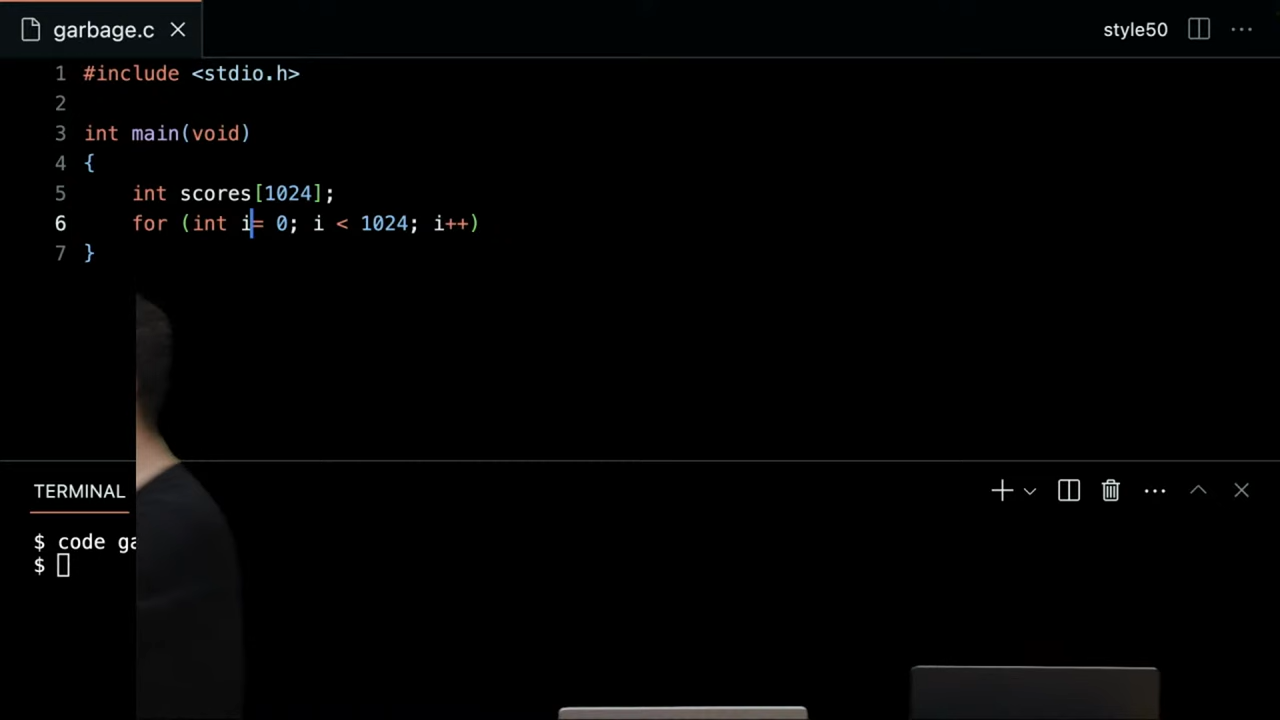 garbage.c
style50
1 #include <stdio.h>
2
3 int main(void)
4 {
5     int scores[1024];
6     for (int i= 0; i < 1024; i++)
7 }
TERMINAL
$ code ga
$